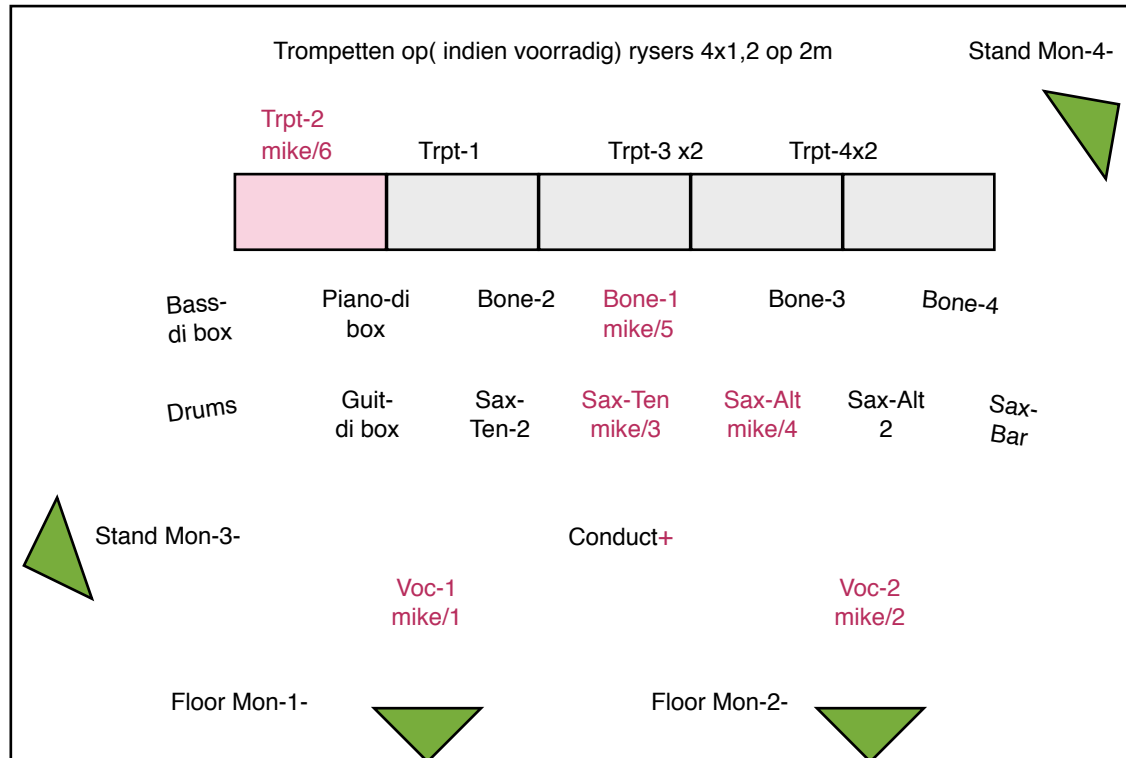 Trompetten op( indien voorradig) rysers 4x1,2 op 2m
Stand Mon-4-
Trpt-2
mike/6
Trpt-1
Trpt-3 x2
Trpt-4x2
Bass-
di box
Piano-di
box
Bone-2
Bone-1
mike/5
Bone-3
Bone-4
Drums
Guit-
di box
Sax-
Ten-2
Sax-Ten
mike/3
Sax-Alt
mike/4
Sax-Alt
2
Sax-
Bar
Stand Mon-3-
Conduct+
Voc-1
mike/1
Voc-2
mike/2
Floor Mon-1-
Floor Mon-2-